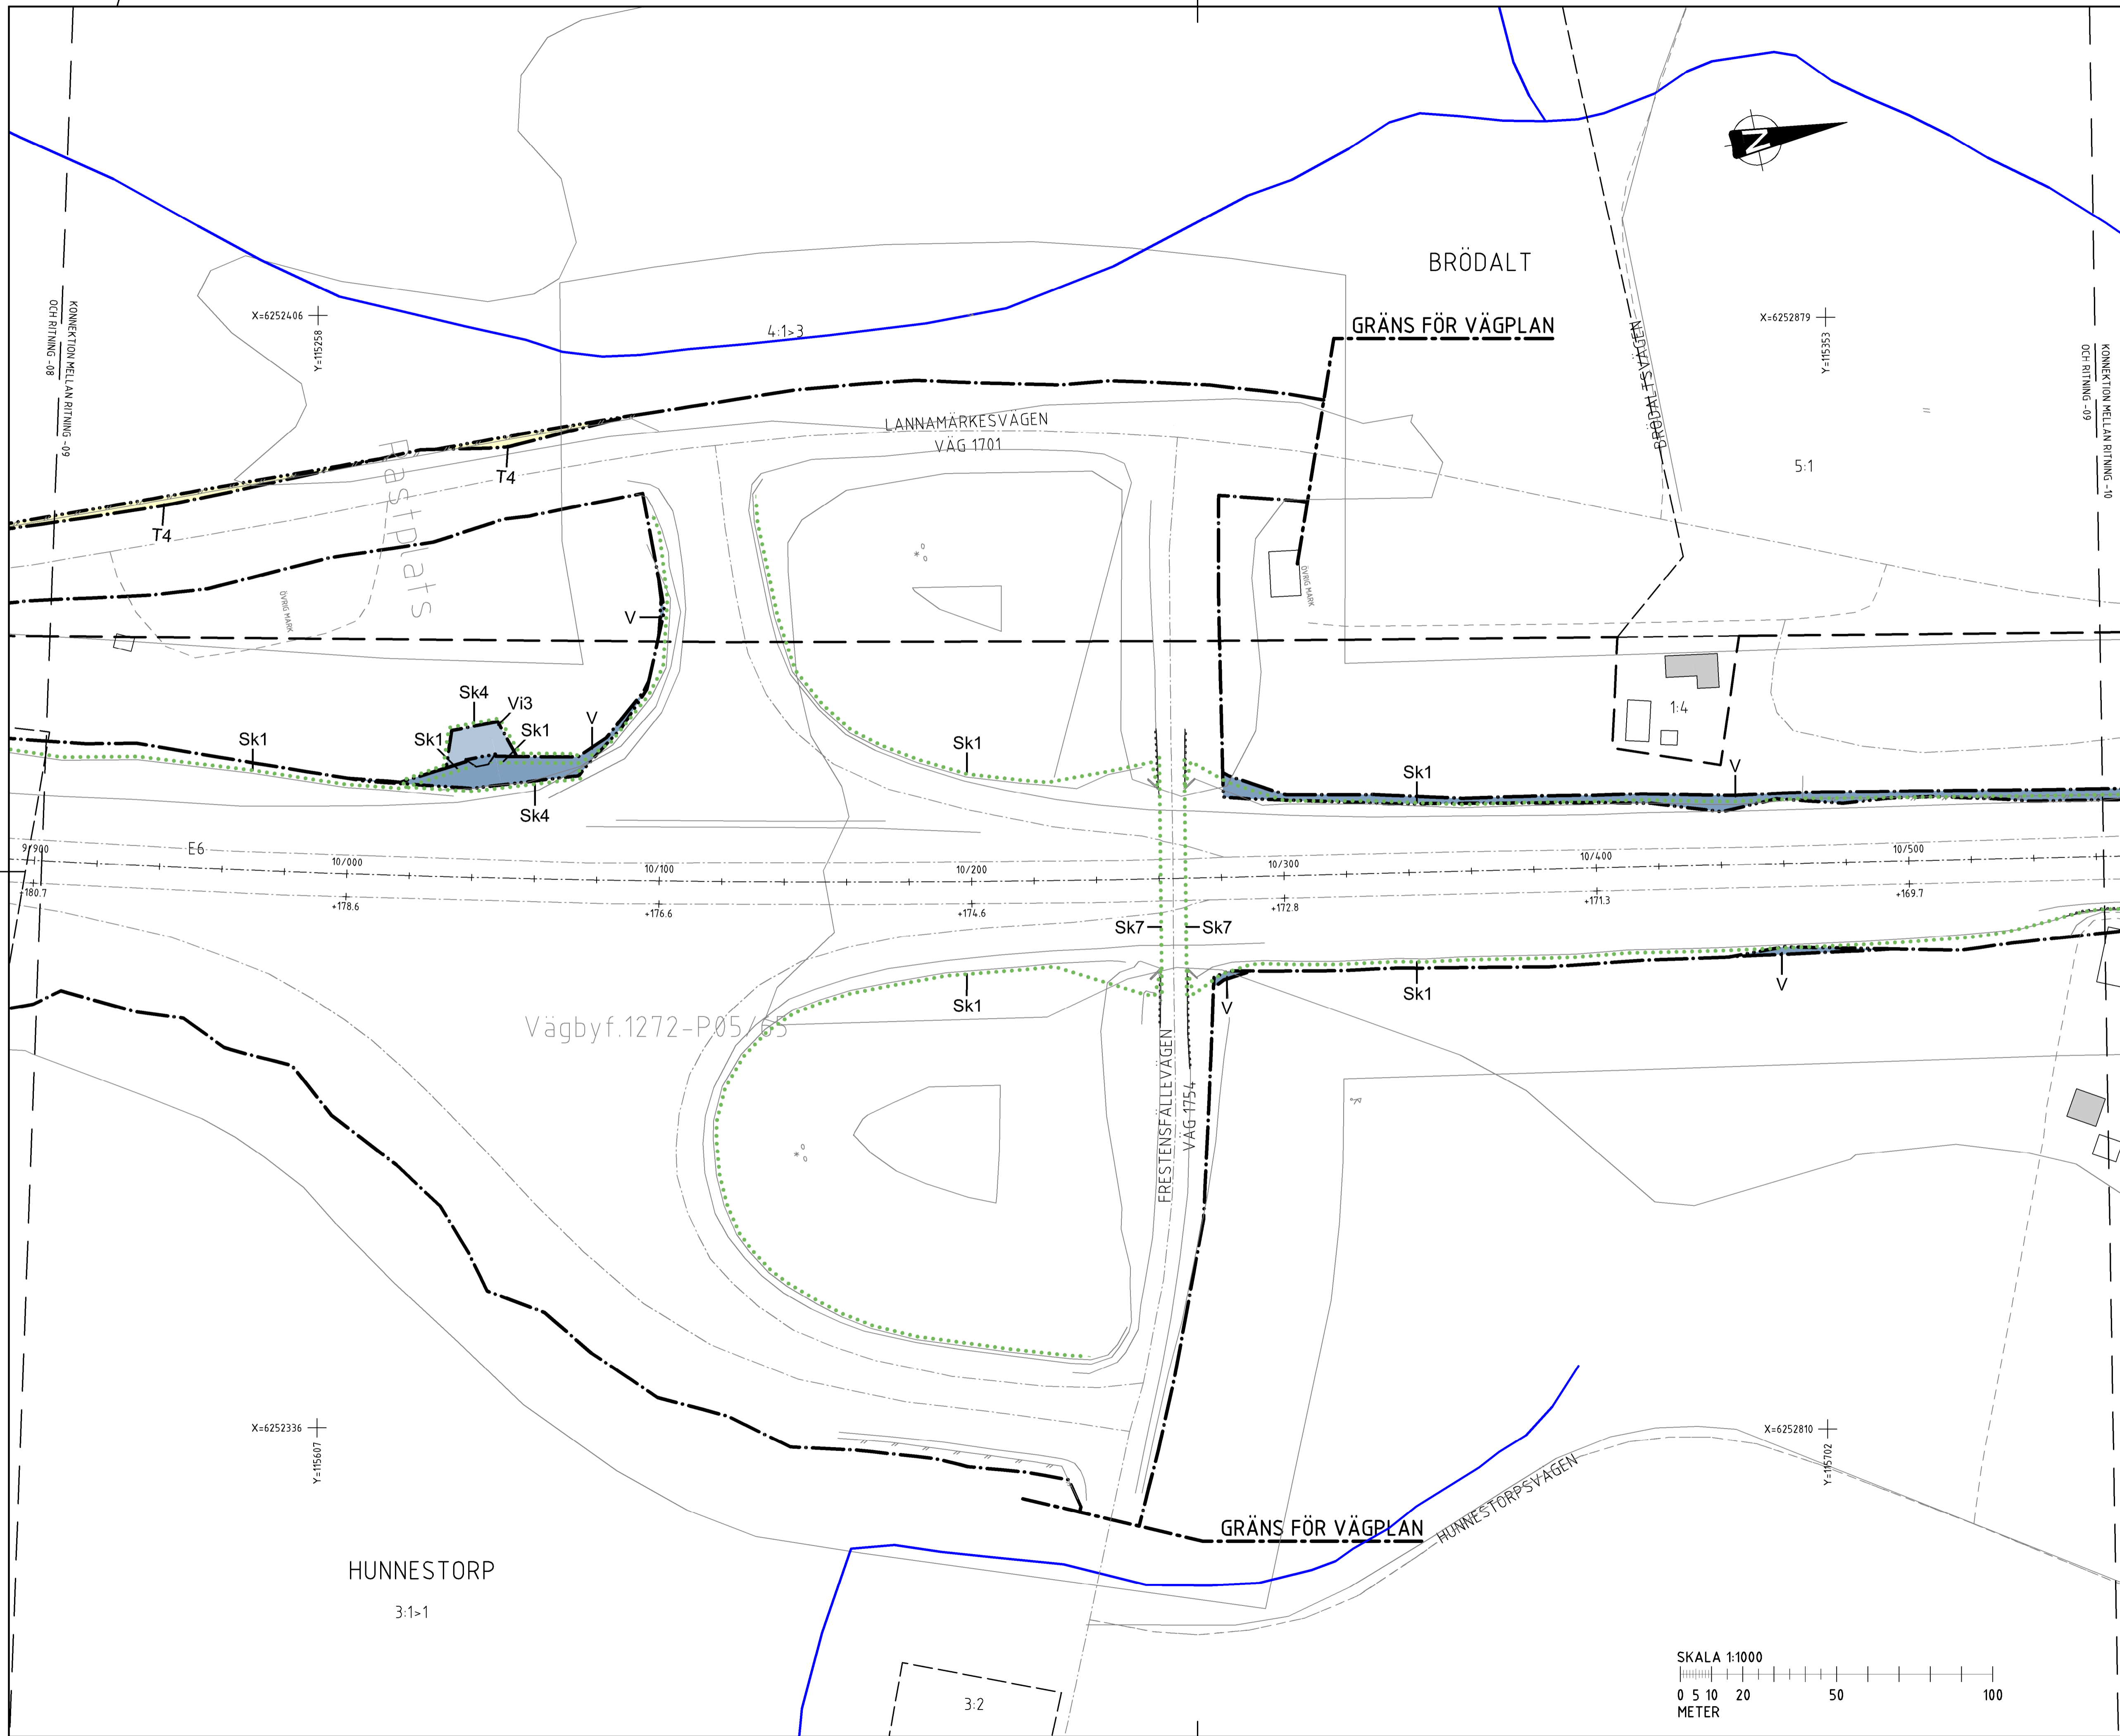 BRÖDALT
GRÄNS FÖR VÄGPLAN
N
X=6252406
Y=115258
X=6252879
Y=115353
KONNEKTION MELLAN RITNING -09
OCH RITNING -08
KONNEKTION MELLAN RITNING -10
OCH RITNING -09
4:1>3
BRÖDALTSVÄGEN
LANNAMÄRKESVÄGEN
VÄG 1701
5:1
T4
T4
Rastplats
ÖVRIG MARK
ÖVRIG MARK
V
Sk4
Vi3
V
Sk1
Sk1
Sk1
Sk4
Sk1
Sk1
V
1:4
E6
9/900
10/000
10/100
10/200
10/300
10/400
10/500
+180.7
+178.6
+176.6
+174.6
+172.8
+171.3
+169.7
Sk7
Sk7
Sk1
V
Sk1
V
Vägbyf.1272-P05/65
FRESTENSFÄLLEVÄGEN
VÄG 1754
X=6252336
Y=115607
X=6252810
Y=115702
HUNNESTORPSVÄGEN
GRÄNS FÖR VÄGPLAN
HUNNESTORP
3:1>1
3:2
SKALA 1:1000
0 5 10 20 50 100
METER